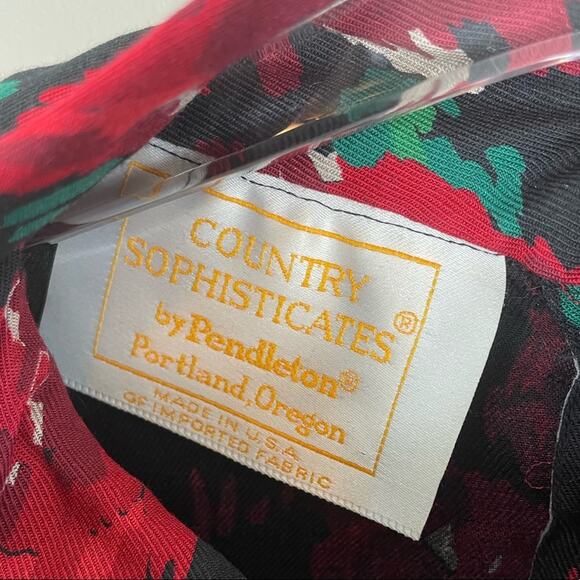 COUNTRY
SOPHISTICATES®
by Pendleton®
Portland, Oregon
MADE IN U.S.A.
OF IMPORTED FABRIC